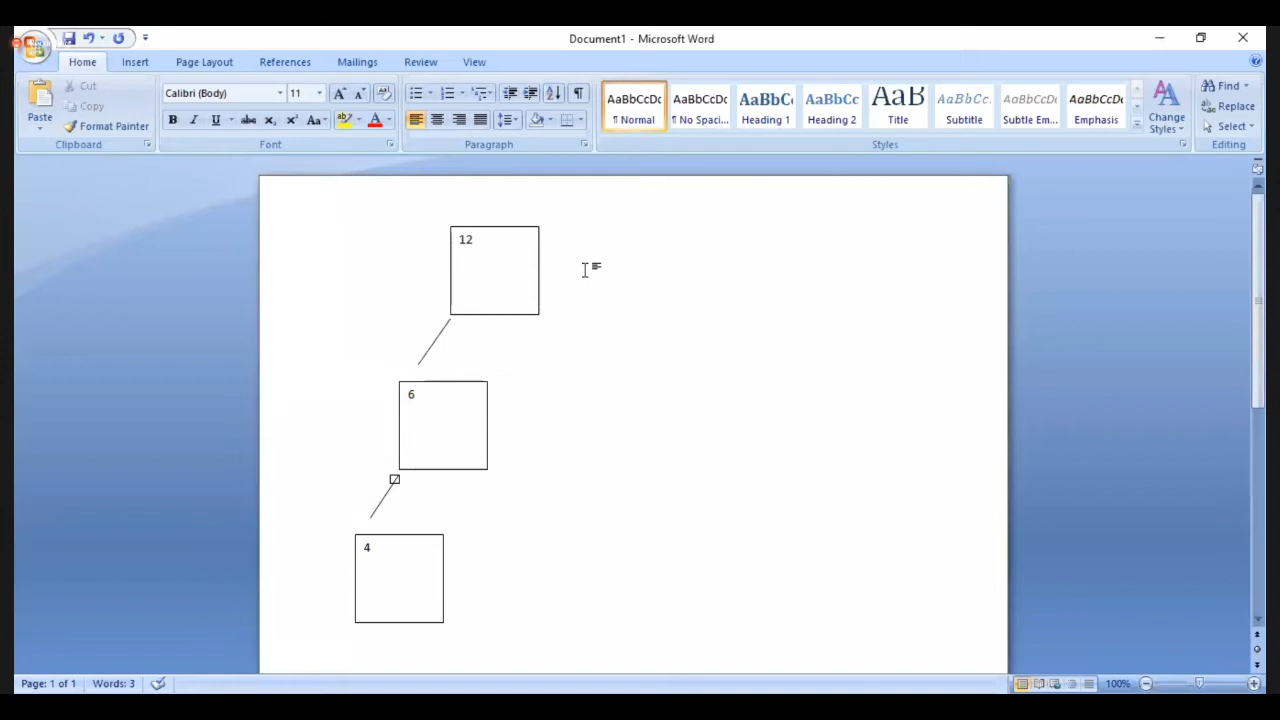 Document1 - Microsoft Word
Home Insert Page Layout References Mailings Review View
Paste
Cut
Copy
Format Painter
Clipboard
Calibri (Body) 11
Font
Paragraph
AaBbCcDc AaBbCcDc AaBbC AaBbCc AaB AaBbCc. AaBbCcDc AaBbCcDc
¶ Normal ¶ No Spaci... Heading 1 Heading 2 Title Subtitle Subtle Em... Emphasis
Change
Styles
Styles
Find
Replace
Select
Editing
12
6
4
Page: 1 of 1 Words: 3 100%